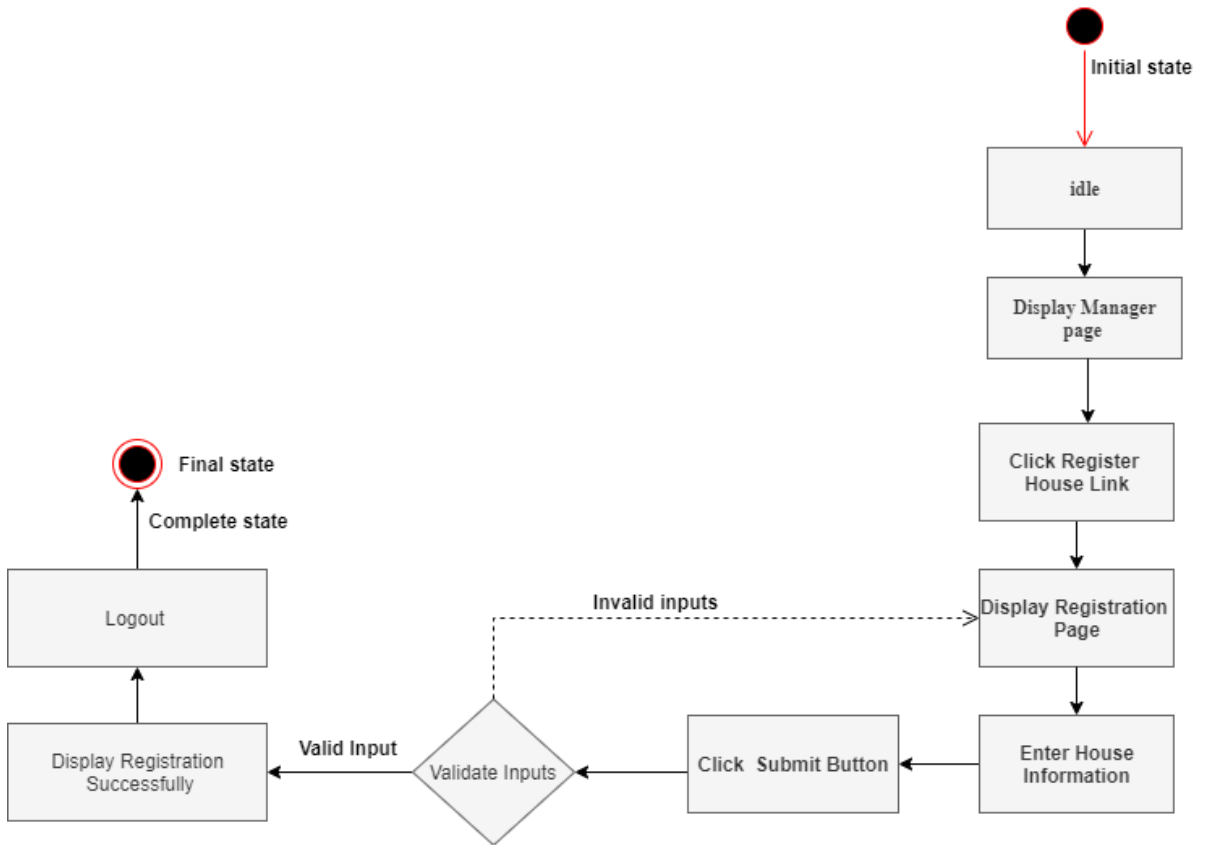 Initial state
idle
Display Manager
page
Click Register
House Link
Final state
Complete state
Logout
Invalid inputs
Display Registration
Page
Display Registration
Successfully
Valid Input
Validate Inputs
Click Submit Button
Enter House
Information